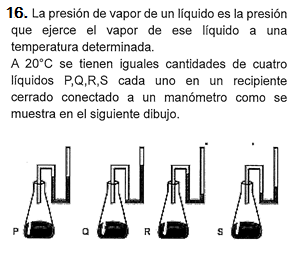 16. La presión de vapor de un líquido es la presión
que ejerce el vapor de ese líquido a una
temperatura determinada.
A 20°C se tienen iguales cantidades de cuatro
líquidos P,Q,R,S cada uno en un recipiente
cerrado conectado a un manómetro como se
muestra en el siguiente dibujo.
P Q R S